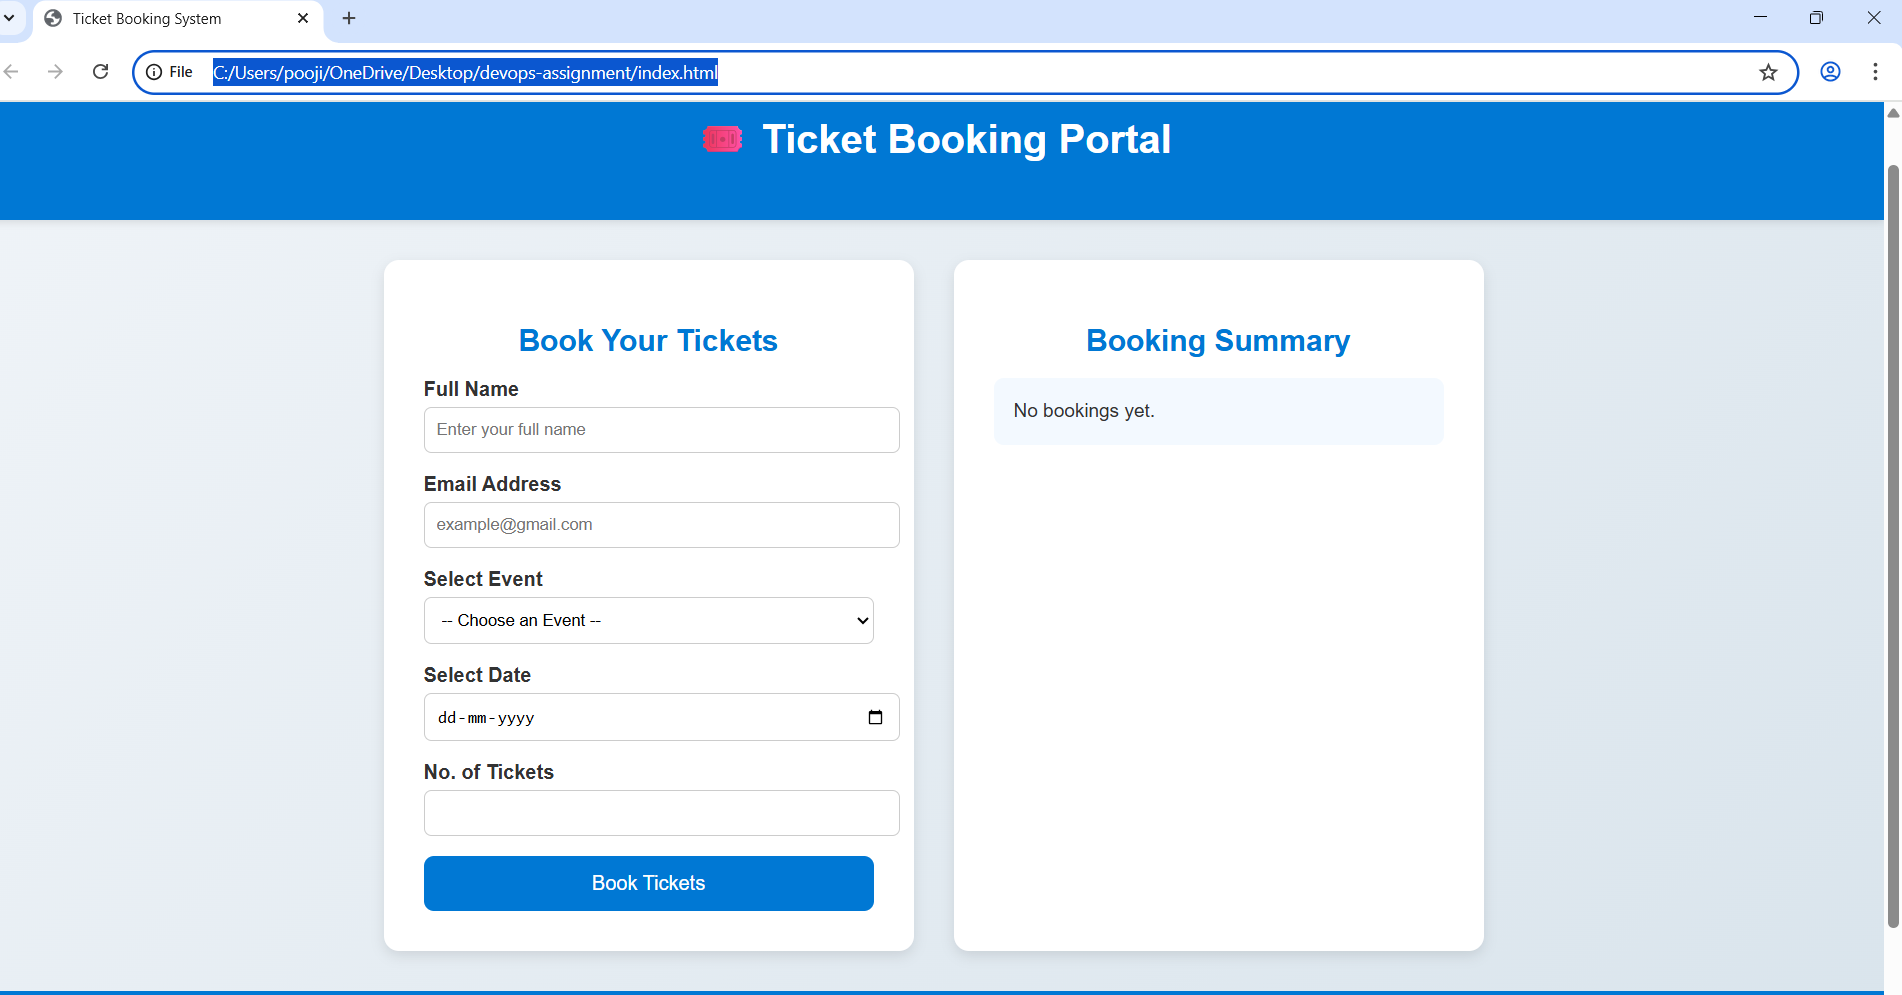 Ticket Booking System
File C:/Users/pooji/OneDrive/Desktop/devops-assignment/index.html
Ticket Booking Portal
Book Your Tickets
Full Name
Enter your full name
Email Address
example@gmail.com
Select Event
-- Choose an Event --
Select Date
dd-mm-yyyy
No. of Tickets
Book Tickets
Booking Summary
No bookings yet.